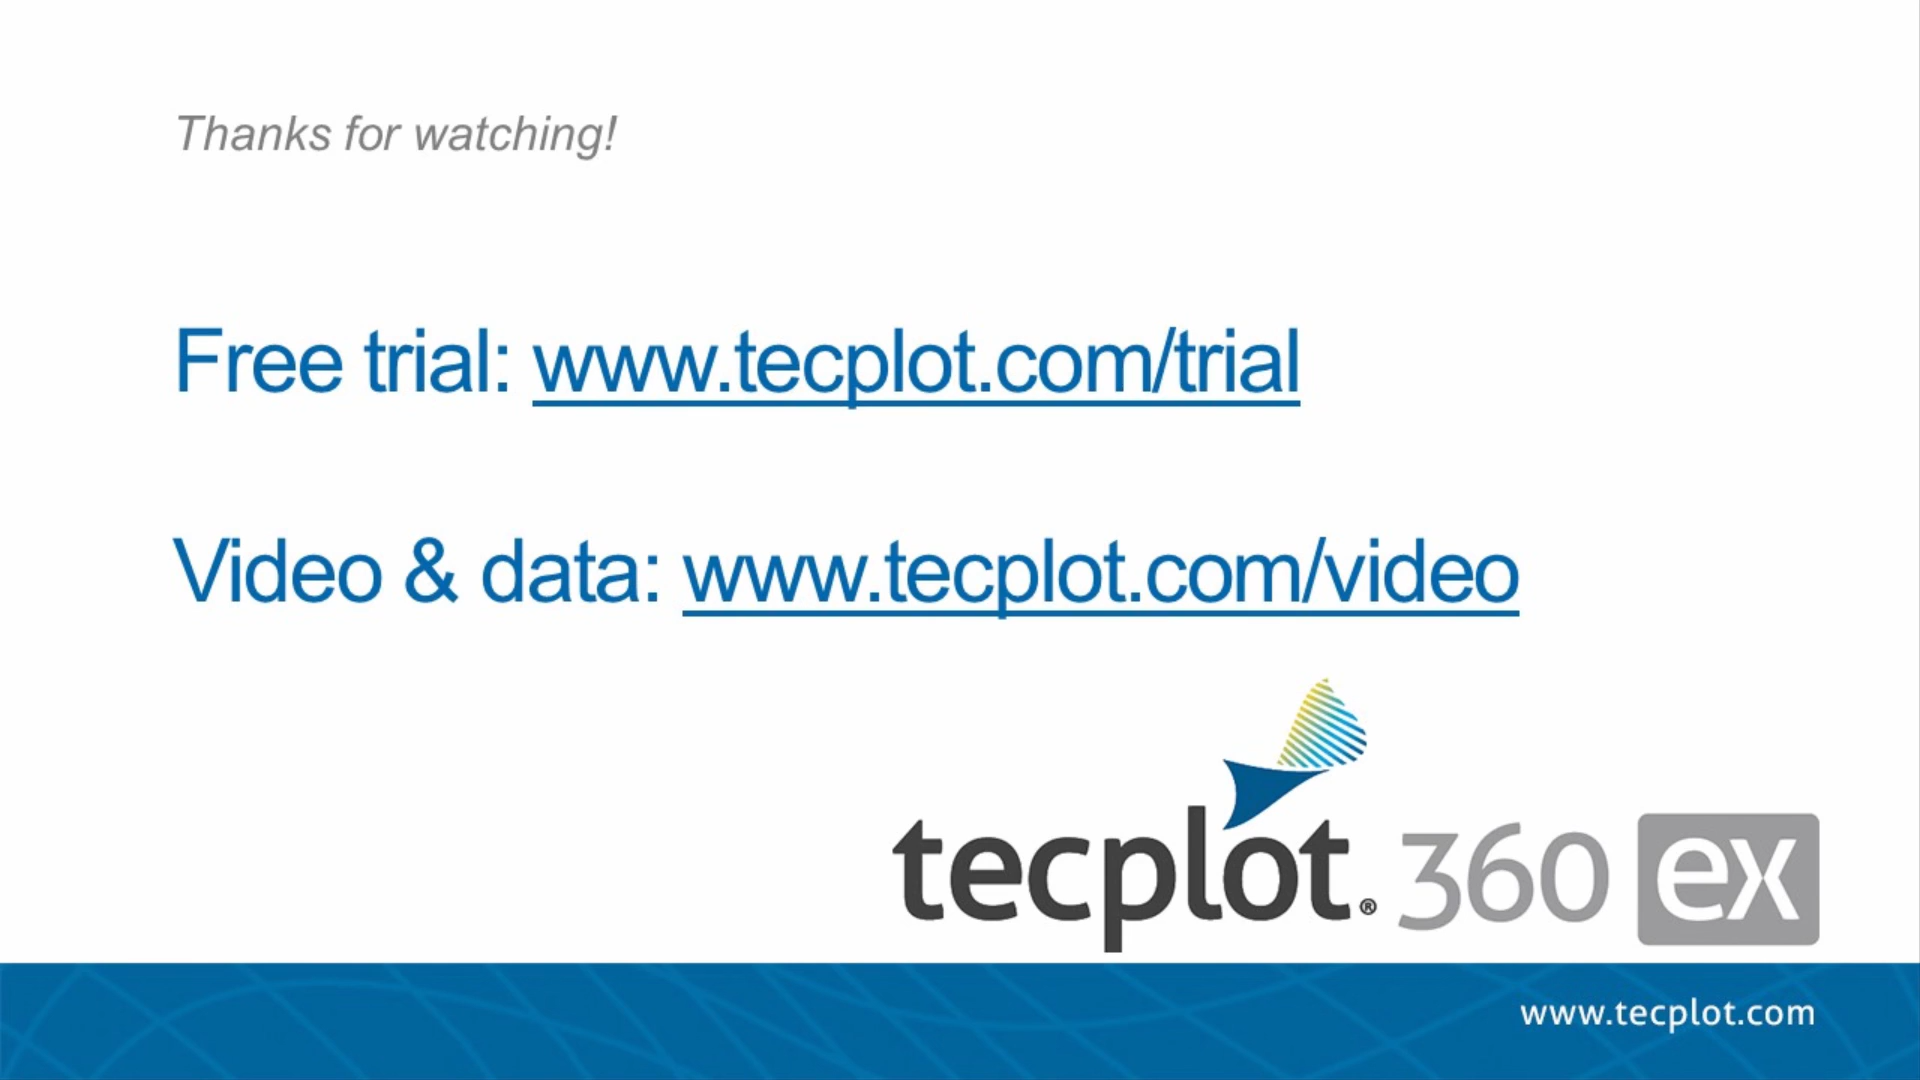 Thanks for watching!
Free trial: www.tecplot.com/trial
Video & data: www.tecplot.com/video
tecplot.® 360 ex
www.tecplot.com